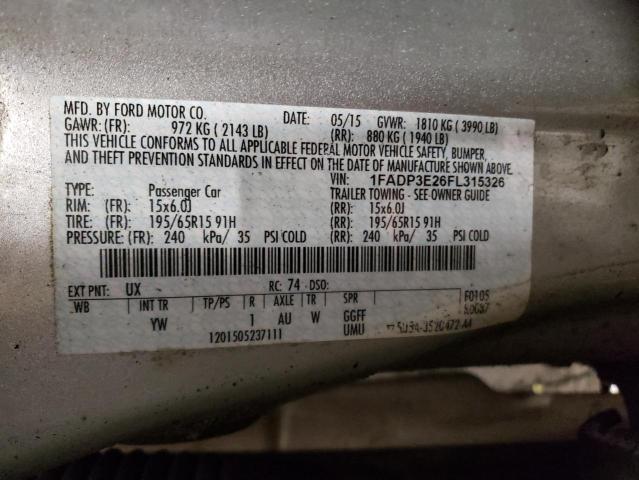 MFD. BY FORD MOTOR CO. DATE: 05/15 GVWR: 1810 KG ( 3990 LB)
GAWR: (FR): 972 KG ( 2143 LB) (RR): 880 KG ( 1940 LB)
THIS VEHICLE CONFORMS TO ALL APPLICABLE FEDERAL MOTOR VEHICLE SAFETY, BUMPER,
AND THEFT PREVENTION STANDARDS IN EFFECT ON THE DATE OF MANUFACTURE SHOWN ABOVE.
VIN: 1FADP3E26FL315326
TYPE: Passenger Car TRAILER TOWING - SEE OWNER GUIDE
RIM: (FR): 15x6.0J (RR): 15x6.0J
TIRE: (FR): 195/65R15 91H (RR): 195/65R15 91H
PRESSURE: (FR): 240 kPa/ 35 PSI COLD (RR): 240 kPa/ 35 PSI COLD
EXT PNT: UX RC: 74 DSO:
WB INT TR TP/PS R AXLE TR SPR F0105
YW 1 AU W GGFF
1201505237111 UMU